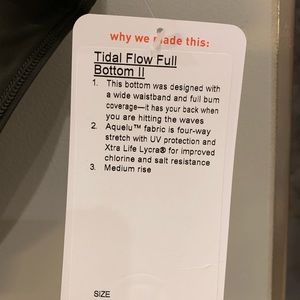 why we made this:
Tidal Flow Full
Bottom II
1. This bottom was designed with
a wide waistband and full bum
coverage—it has your back when
you are hitting the waves
2. Aquelu™ fabric is four-way
stretch with UV protection and
Xtra Life Lycra® for improved
chlorine and salt resistance
3. Medium rise
SIZE